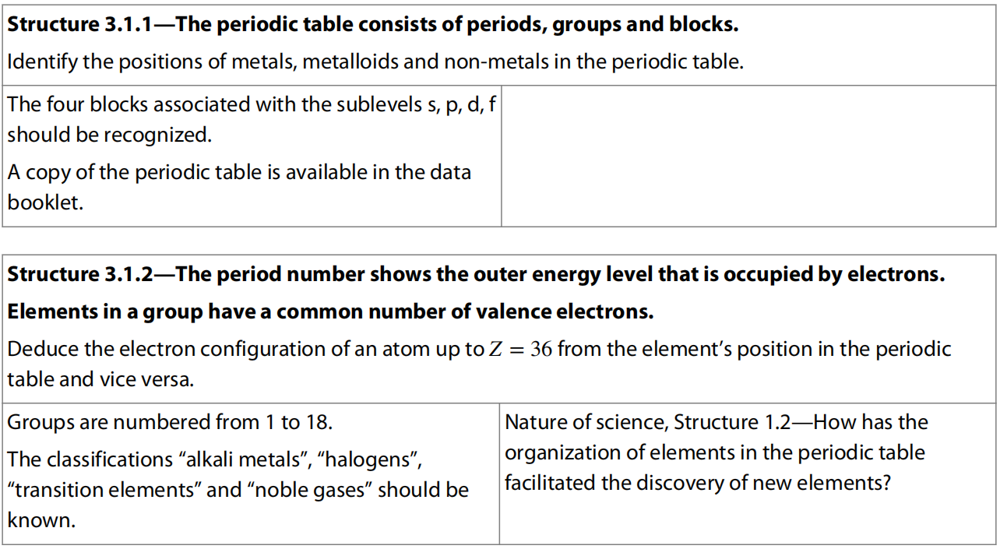 Structure 3.1.1—The periodic table consists of periods, groups and blocks.
Identify the positions of metals, metalloids and non-metals in the periodic table.
The four blocks associated with the sublevels s, p, d, f
should be recognized.
A copy of the periodic table is available in the data
booklet.
Structure 3.1.2—The period number shows the outer energy level that is occupied by electrons.
Elements in a group have a common number of valence electrons.
Deduce the electron configuration of an atom up to Z = 36 from the element’s position in the periodic
table and vice versa.
Groups are numbered from 1 to 18.
The classifications “alkali metals”, “halogens”,
“transition elements” and “noble gases” should be
known.
Nature of science, Structure 1.2—How has the
organization of elements in the periodic table
facilitated the discovery of new elements?